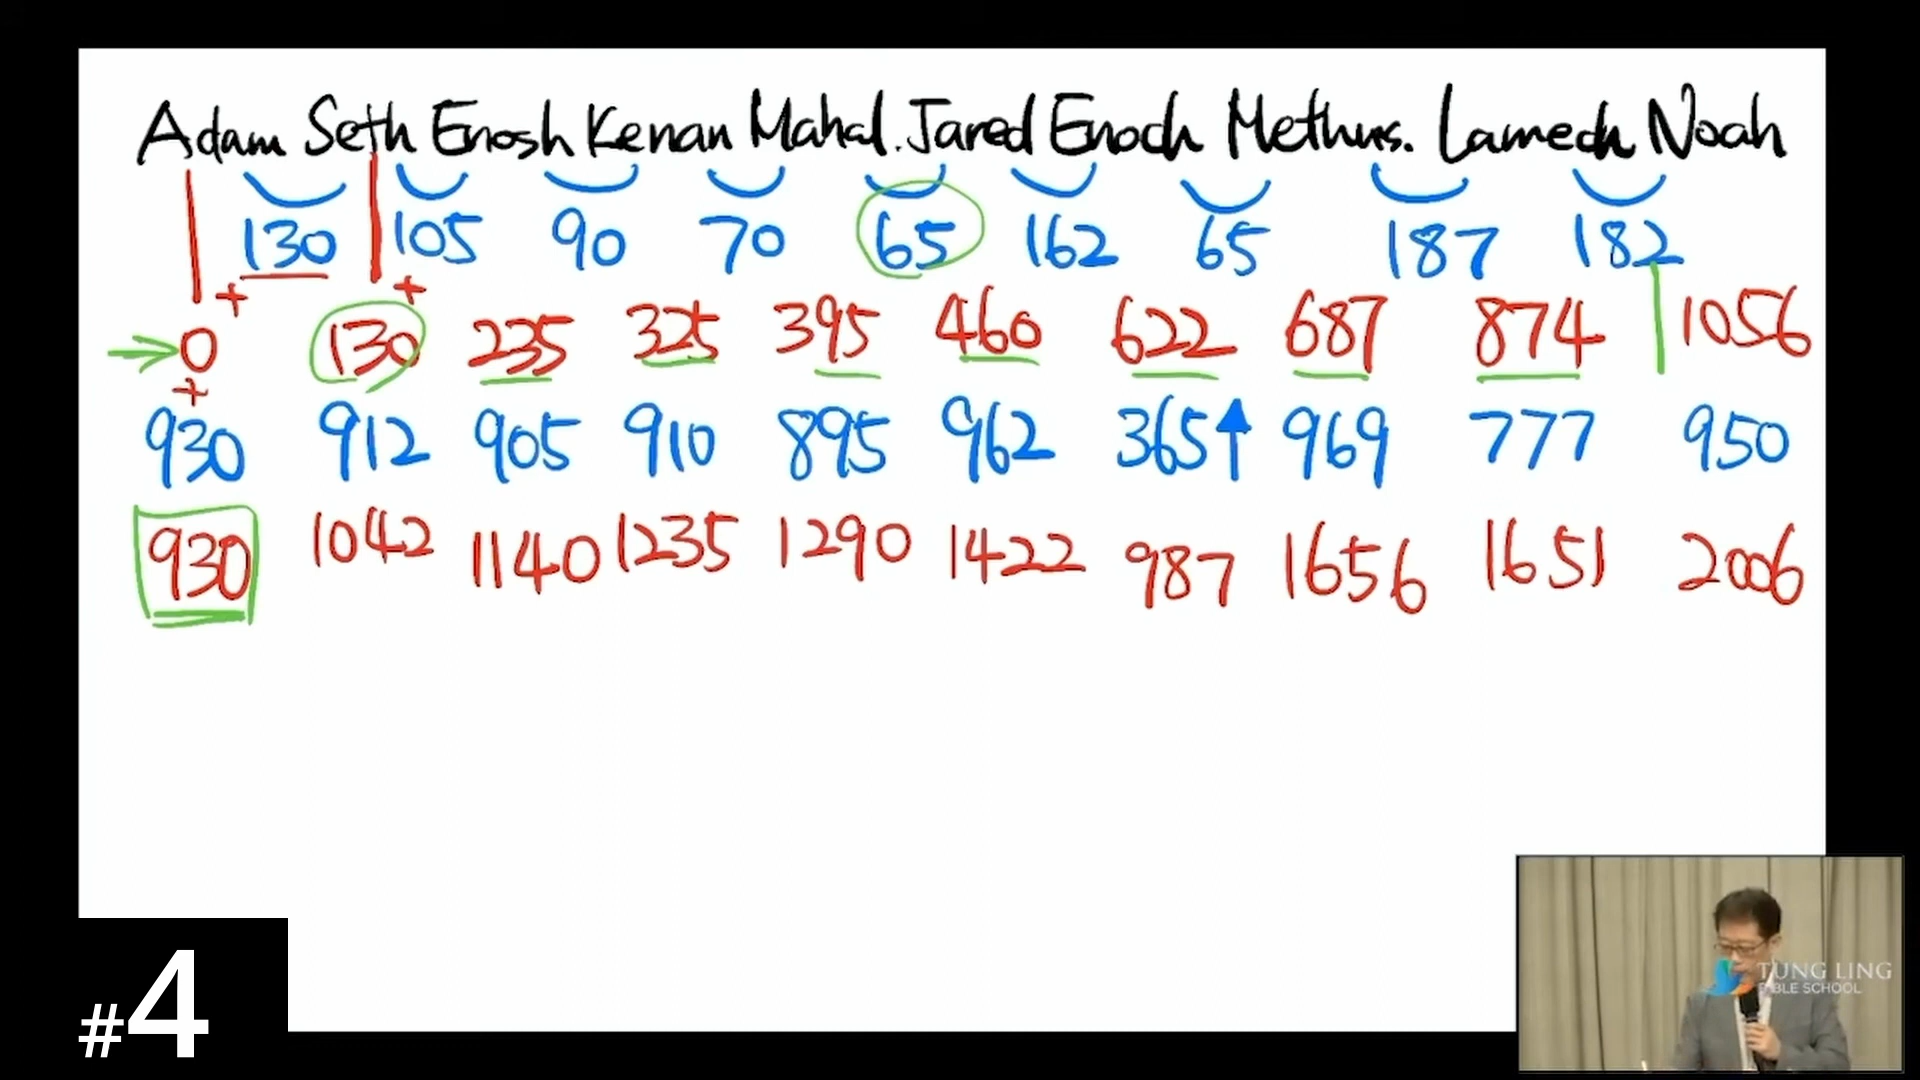 Adam Seth Enosh Kenan Mahal. Jared Enoch Methus. Lamech Noah
130 105 90 70 65 162 65 187 182
+ +
0 130 235 325 395 460 622 687 874 1056
+
930 912 905 910 895 962 365 969 777 950
930 1042 1140 1235 1290 1422 987 1656 1651 2006
#4
TUNG LING
BIBLE SCHOOL